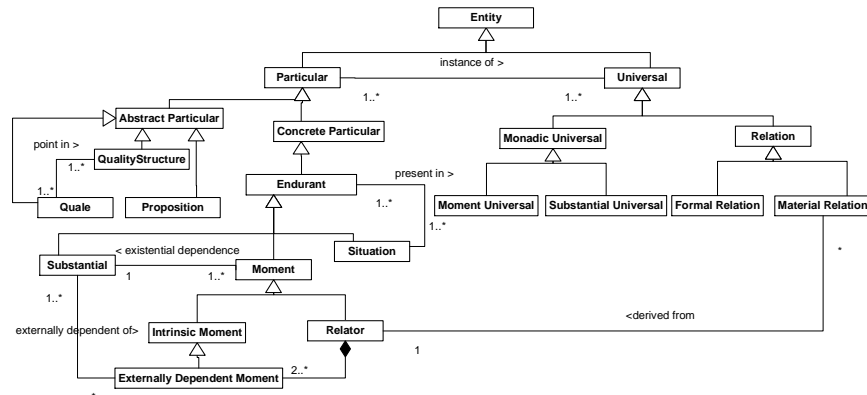 Entity
instance of >
Particular
Universal
1..*
1..*
Abstract Particular
Concrete Particular
Monadic Universal
Relation
point in >
QualityStructure
1..*
present in >
Endurant
1..*
Moment Universal
Substantial Universal
Formal Relation
Material Relation
1..*
Quale
Proposition
1..*
< existential dependence
Situation
*
Substantial
1
1..*
Moment
1..*
externally dependent of>
Intrinsic Moment
Relator
<derived from
1
Externally Dependent Moment
2..*
*